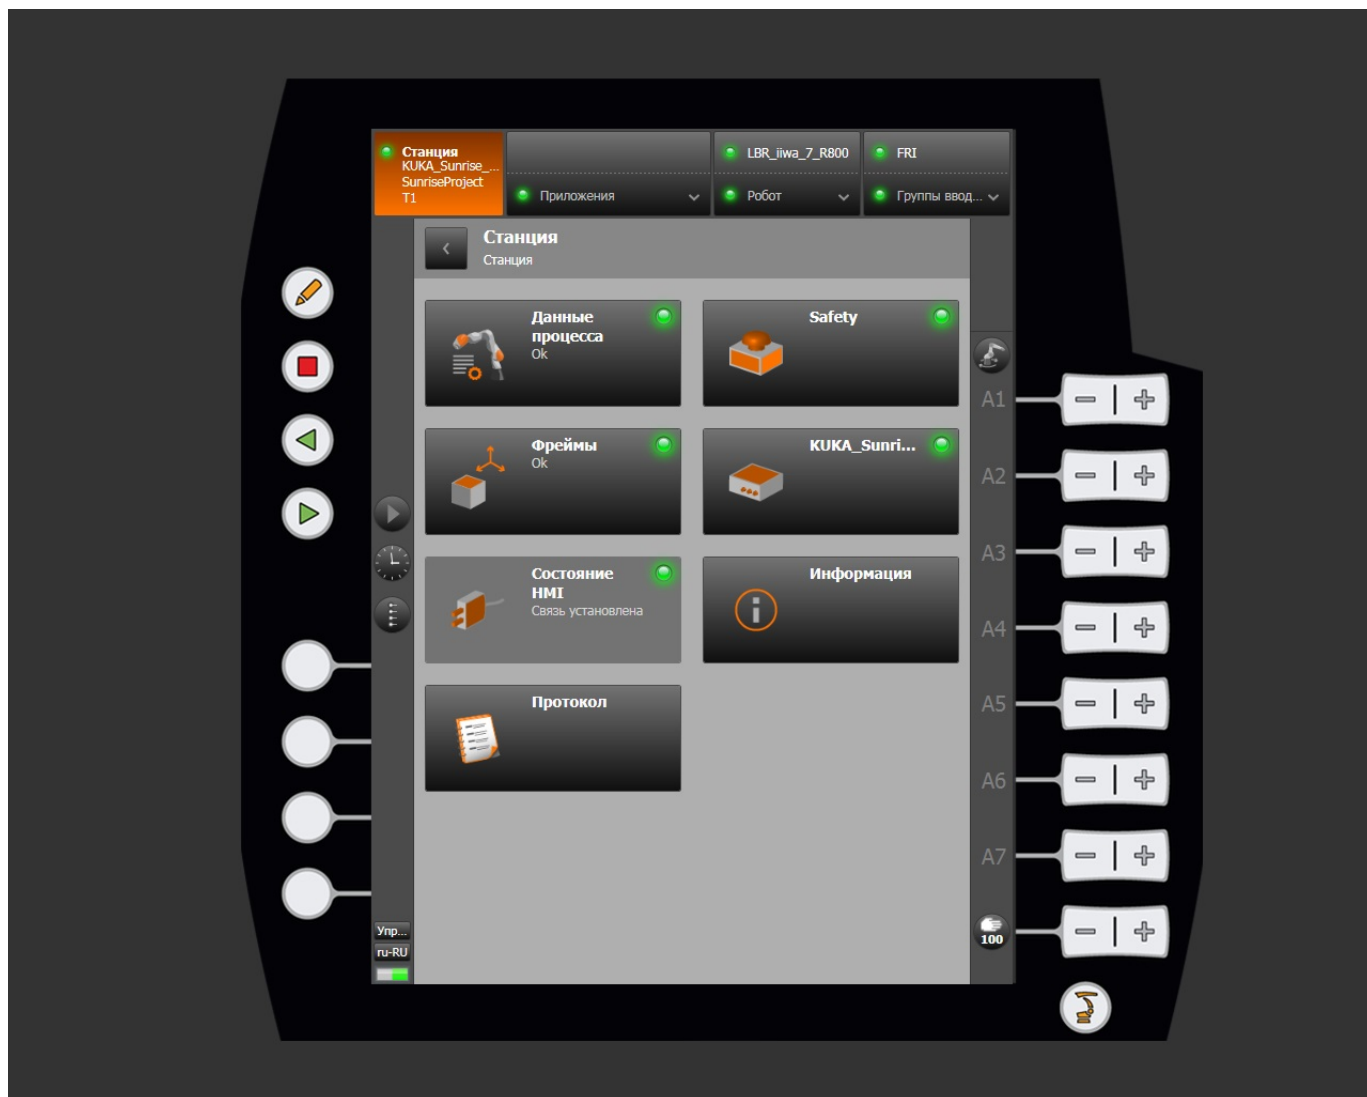 Станция
KUKA_Sunrise_...
SunriseProject
T1
Приложения
LBR_iiwa_7_R800
Робот
FRI
Группы ввод...
Станция
Станция
Данные
процесса
Ok
Safety
Фреймы
Ok
KUKA_Sunri...
Состояние
HMI
Связь установлена
Информация
Протокол
A1
A2
A3
A4
A5
A6
A7
100
Упр...
ru-RU